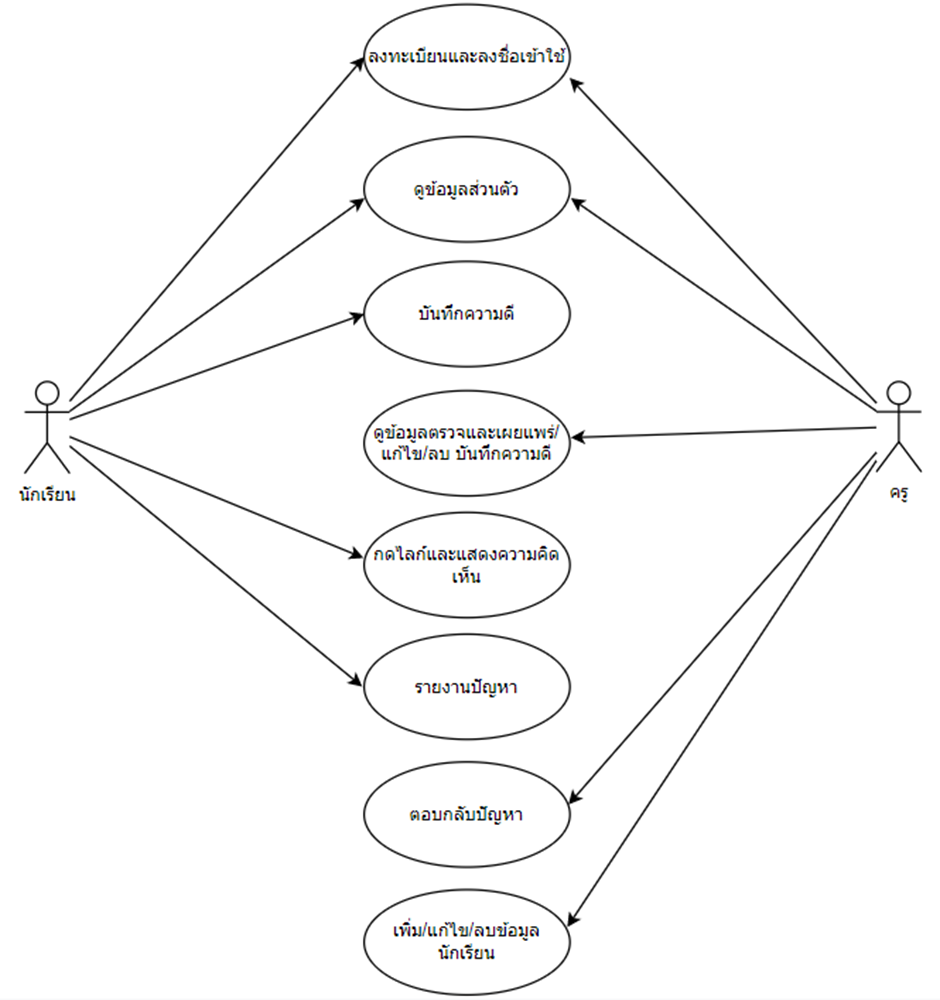 ลงทะเบียนและลงชื่อเข้าใช้
ดูข้อมูลส่วนตัว
บันทึกความดี
ดูข้อมูลตรวจและเผยแพร่/
แก้ไข/ลบ บันทึกความดี
นักเรียน
ครู
กดไลก์และแสดงความคิด
เห็น
รายงานปัญหา
ตอบกลับปัญหา
เพิ่ม/แก้ไข/ลบข้อมูล
นักเรียน